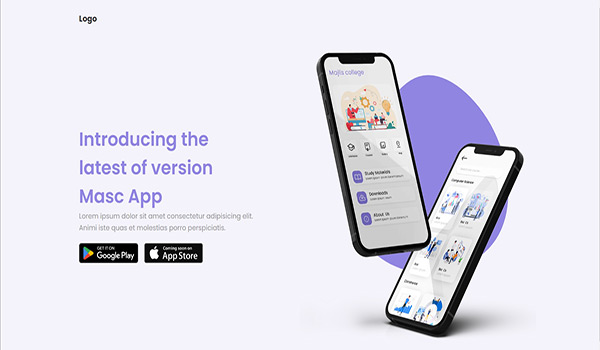 Logo
Introducing the
latest of version
Masc App
Lorem ipsum dolor sit amet consectetur adipisicing elit.
Animi iste quas et molestias porro perspiciatis.
GET IT ON
Google Play
Coming soon on
App Store
Majlis college
Study Materials
Downloads
About Us